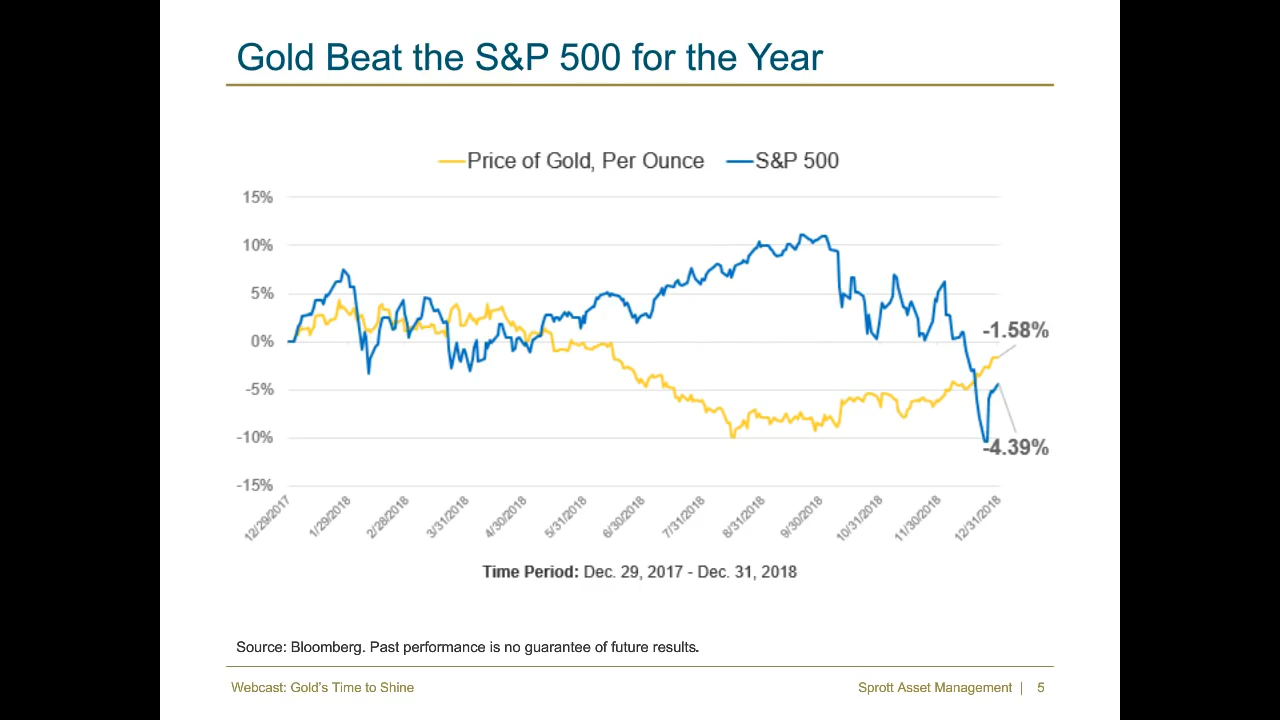 Gold Beat the S&P 500 for the Year
Price of Gold, Per Ounce S&P 500
15%
10%
5%
0%
-5%
-10%
-15%
-1.58%
-4.39%
12/29/2017 1/29/2018 2/28/2018 3/31/2018 4/30/2018 5/31/2018 6/30/2018 7/31/2018 8/31/2018 9/30/2018 10/31/2018 11/30/2018 12/31/2018
Time Period: Dec. 29, 2017 - Dec. 31, 2018
Source: Bloomberg. Past performance is no guarantee of future results.
Webcast: Gold's Time to Shine Sprott Asset Management | 5